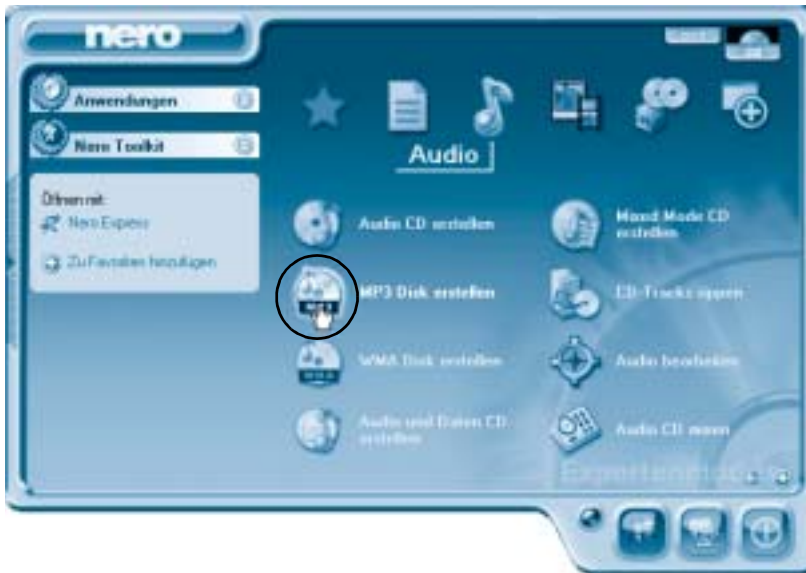 nero
Anwendungen
Nero Toolkit
Audio
Öffnen mit:
Nero Express
Zu Favoriten hinzufügen
Audio CD erstellen
Mixed Mode CD
erstellen
MP3 Disk erstellen
CD-Tracks rippen
WMA Disk erstellen
Audio bearbeiten
Audio und Daten CD
erstellen
Audio CD mixen
Expertenmodus